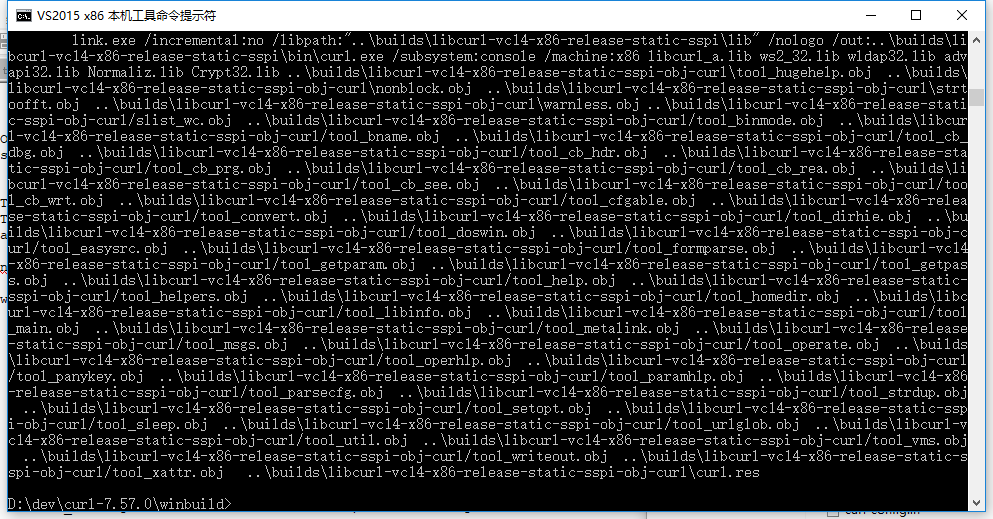 VS2015 x86 本机工具命令提示符
link.exe /incremental:no /libpath:"..\builds\libcurl-vc14-x86-release-static-sspi\lib" /nologo /out:..\builds\li
bcurl-vc14-x86-release-static-sspi\bin\curl.exe /subsystem:console /machine:x86 libcurl_a.lib ws2_32.lib wldap32.lib adv
api32.lib Normaliz.lib Crypt32.lib ..\builds\libcurl-vc14-x86-release-static-sspi-obj-curl\tool_hugehelp.obj ..\builds\
libcurl-vc14-x86-release-static-sspi-obj-curl\nonblock.obj ..\builds\libcurl-vc14-x86-release-static-sspi-obj-curl\strt
oofft.obj ..\builds\libcurl-vc14-x86-release-static-sspi-obj-curl\warnless.obj ..\builds\libcurl-vc14-x86-release-stati
c-sspi-obj-curl/slist_wc.obj ..\builds\libcurl-vc14-x86-release-static-sspi-obj-curl/tool_binmode.obj ..\builds\libcur
l-vc14-x86-release-static-sspi-obj-curl/tool_bname.obj ..\builds\libcurl-vc14-x86-release-static-sspi-obj-curl/tool_cb_
dbg.obj ..\builds\libcurl-vc14-x86-release-static-sspi-obj-curl/tool_cb_hdr.obj ..\builds\libcurl-vc14-x86-release-sta
tic-sspi-obj-curl/tool_cb_prg.obj ..\builds\libcurl-vc14-x86-release-static-sspi-obj-curl/tool_cb_rea.obj ..\builds\li
bcurl-vc14-x86-release-static-sspi-obj-curl/tool_cb_see.obj ..\builds\libcurl-vc14-x86-release-static-sspi-obj-curl/too
l_cb_wrt.obj ..\builds\libcurl-vc14-x86-release-static-sspi-obj-curl/tool_cfgable.obj ..\builds\libcurl-vc14-x86-relea
se-static-sspi-obj-curl/tool_convert.obj ..\builds\libcurl-vc14-x86-release-static-sspi-obj-curl/tool_dirhie.obj ..\bu
ilds\libcurl-vc14-x86-release-static-sspi-obj-curl/tool_doswin.obj ..\builds\libcurl-vc14-x86-release-static-sspi-obj-c
url/tool_easysrc.obj ..\builds\libcurl-vc14-x86-release-static-sspi-obj-curl/tool_formparse.obj ..\builds\libcurl-vc14
-x86-release-static-sspi-obj-curl/tool_getparam.obj ..\builds\libcurl-vc14-x86-release-static-sspi-obj-curl/tool_getpas
s.obj ..\builds\libcurl-vc14-x86-release-static-sspi-obj-curl/tool_help.obj ..\builds\libcurl-vc14-x86-release-static-
sspi-obj-curl/tool_helpers.obj ..\builds\libcurl-vc14-x86-release-static-sspi-obj-curl/tool_homedir.obj ..\builds\libc
url-vc14-x86-release-static-sspi-obj-curl/tool_libinfo.obj ..\builds\libcurl-vc14-x86-release-static-sspi-obj-curl/tool
_main.obj ..\builds\libcurl-vc14-x86-release-static-sspi-obj-curl/tool_metalink.obj ..\builds\libcurl-vc14-x86-release
-static-sspi-obj-curl/tool_msgs.obj ..\builds\libcurl-vc14-x86-release-static-sspi-obj-curl/tool_operate.obj ..\builds
\libcurl-vc14-x86-release-static-sspi-obj-curl/tool_operhlp.obj ..\builds\libcurl-vc14-x86-release-static-sspi-obj-curl
/tool_panykey.obj ..\builds\libcurl-vc14-x86-release-static-sspi-obj-curl/tool_paramhlp.obj ..\builds\libcurl-vc14-x86
-release-static-sspi-obj-curl/tool_parsecfg.obj ..\builds\libcurl-vc14-x86-release-static-sspi-obj-curl/tool_strdup.obj
..\builds\libcurl-vc14-x86-release-static-sspi-obj-curl/tool_setopt.obj ..\builds\libcurl-vc14-x86-release-static-ssp
i-obj-curl/tool_sleep.obj ..\builds\libcurl-vc14-x86-release-static-sspi-obj-curl/tool_urlglob.obj ..\builds\libcurl-v
c14-x86-release-static-sspi-obj-curl/tool_util.obj ..\builds\libcurl-vc14-x86-release-static-sspi-obj-curl/tool_vms.obj
..\builds\libcurl-vc14-x86-release-static-sspi-obj-curl/tool_writeout.obj ..\builds\libcurl-vc14-x86-release-static-s
spi-obj-curl/tool_xattr.obj ..\builds\libcurl-vc14-x86-release-static-sspi-obj-curl\curl.res
D:\dev\curl-7.57.0\winbuild>